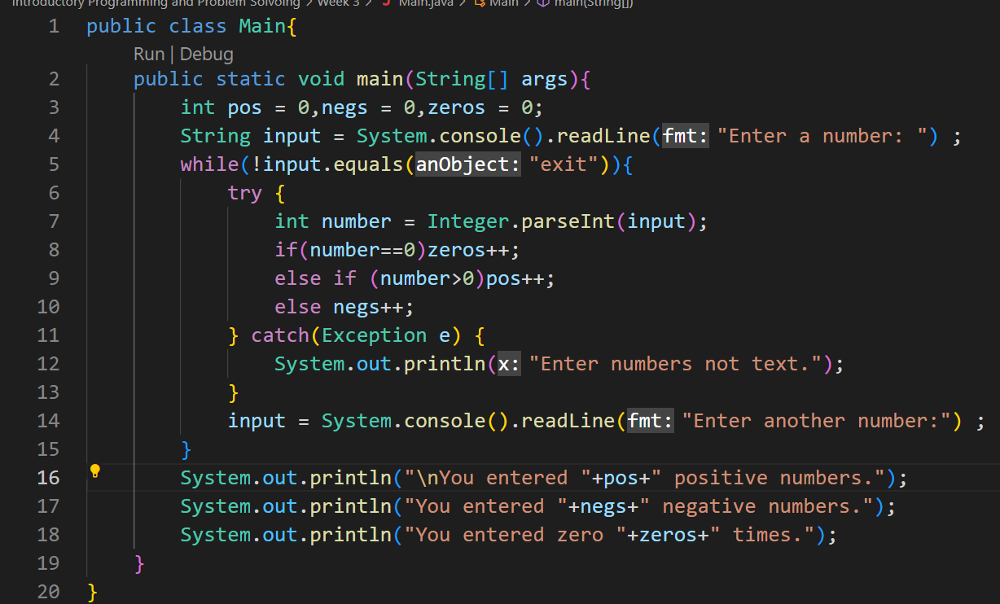 Introductory Programming and Problem Solvoing > Week 3 > J Main.java > Main > main(String[])
1 public class Main{
Run | Debug
2 public static void main(String[] args){
3 int pos = 0,negs = 0,zeros = 0;
4 String input = System.console().readLine(fmt: "Enter a number: ") ;
5 while(!input.equals(anObject: "exit")){
6 try {
7 int number = Integer.parseInt(input);
8 if(number==0)zeros++;
9 else if (number>0)pos++;
10 else negs++;
11 } catch(Exception e) {
12 System.out.println(x: "Enter numbers not text.");
13 }
14 input = System.console().readLine(fmt: "Enter another number:") ;
15 }
16 System.out.println("\nYou entered "+pos+" positive numbers.");
17 System.out.println("You entered "+negs+" negative numbers.");
18 System.out.println("You entered zero "+zeros+" times.");
19 }
20 }